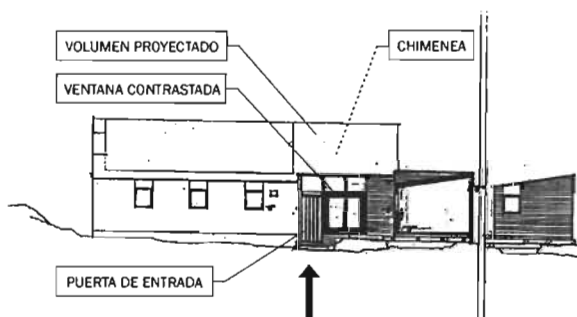 VOLUMEN PROYECTADO
CHIMENEA
VENTANA CONTRASTADA
PUERTA DE ENTRADA